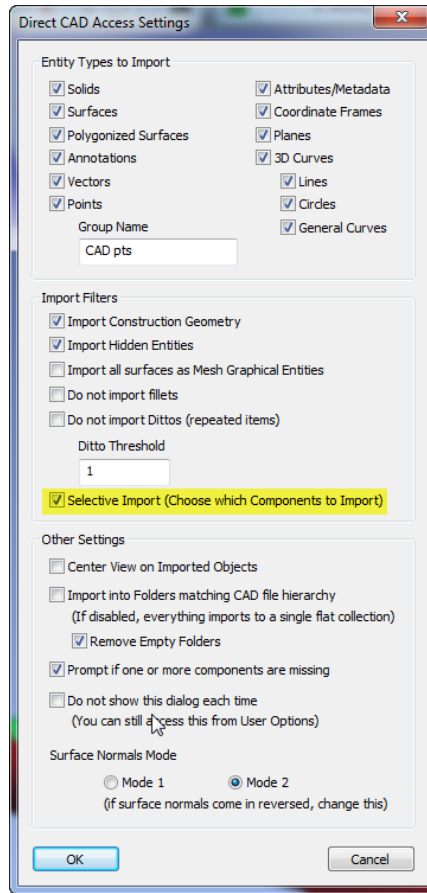 Direct CAD Access Settings
Entity Types to Import
Solids
Surfaces
Polygonized Surfaces
Annotations
Vectors
Points
Group Name
CAD pts
Attributes/Metadata
Coordinate Frames
Planes
3D Curves
Lines
Circles
General Curves
Import Filters
Import Construction Geometry
Import Hidden Entities
Import all surfaces as Mesh Graphical Entities
Do not import fillets
Do not import Dittos (repeated items)
Ditto Threshold
1
Selective Import (Choose which Components to Import)
Other Settings
Center View on Imported Objects
Import into Folders matching CAD file hierarchy
(If disabled, everything imports to a single flat collection)
Remove Empty Folders
Prompt if one or more components are missing
Do not show this dialog each time
(You can still access this from User Options)
Surface Normals Mode
Mode 1 Mode 2
(if surface normals come in reversed, change this)
OK Cancel